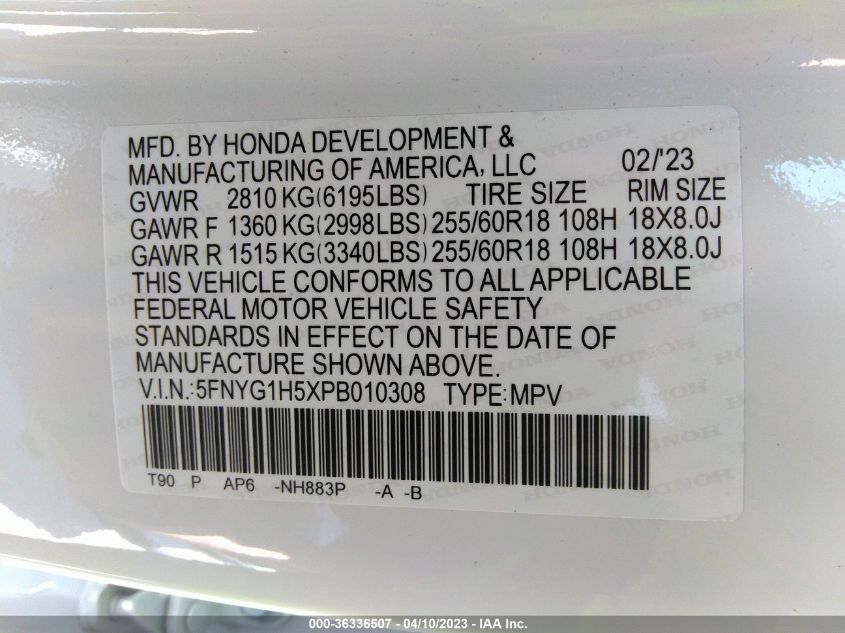 MFD. BY HONDA DEVELOPMENT &
MANUFACTURING OF AMERICA, LLC 02/'23
GVWR 2810 KG(6195LBS) TIRE SIZE RIM SIZE
GAWR F 1360 KG(2998LBS) 255/60R18 108H 18X8.0J
GAWR R 1515 KG(3340LBS) 255/60R18 108H 18X8.0J
THIS VEHICLE CONFORMS TO ALL APPLICABLE
FEDERAL MOTOR VEHICLE SAFETY
STANDARDS IN EFFECT ON THE DATE OF
MANUFACTURE SHOWN ABOVE.
V.I.N.:5FNYG1H5XPB010308 TYPE:MPV
T90 P AP6 -NH883P -A -B
000-36336507 - 04/10/2023 - IAA Inc.